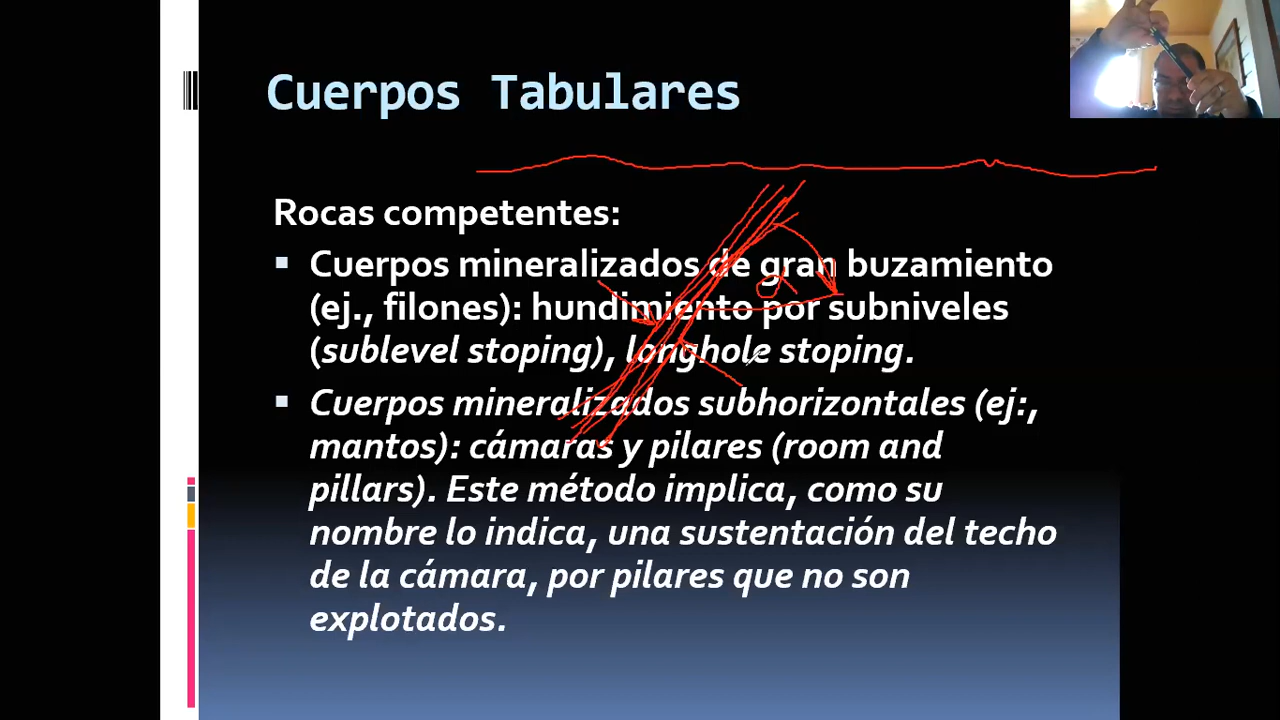 Cuerpos Tabulares
Rocas competentes:
Cuerpos mineralizados de gran buzamiento
(ej., filones): hundimiento por subniveles
(sublevel stoping), longhole stoping.
Cuerpos mineralizados subhorizontales (ej:,
mantos): cámaras y pilares (room and
pillars). Este método implica, como su
nombre lo indica, una sustentación del techo
de la cámara, por pilares que no son
explotados.